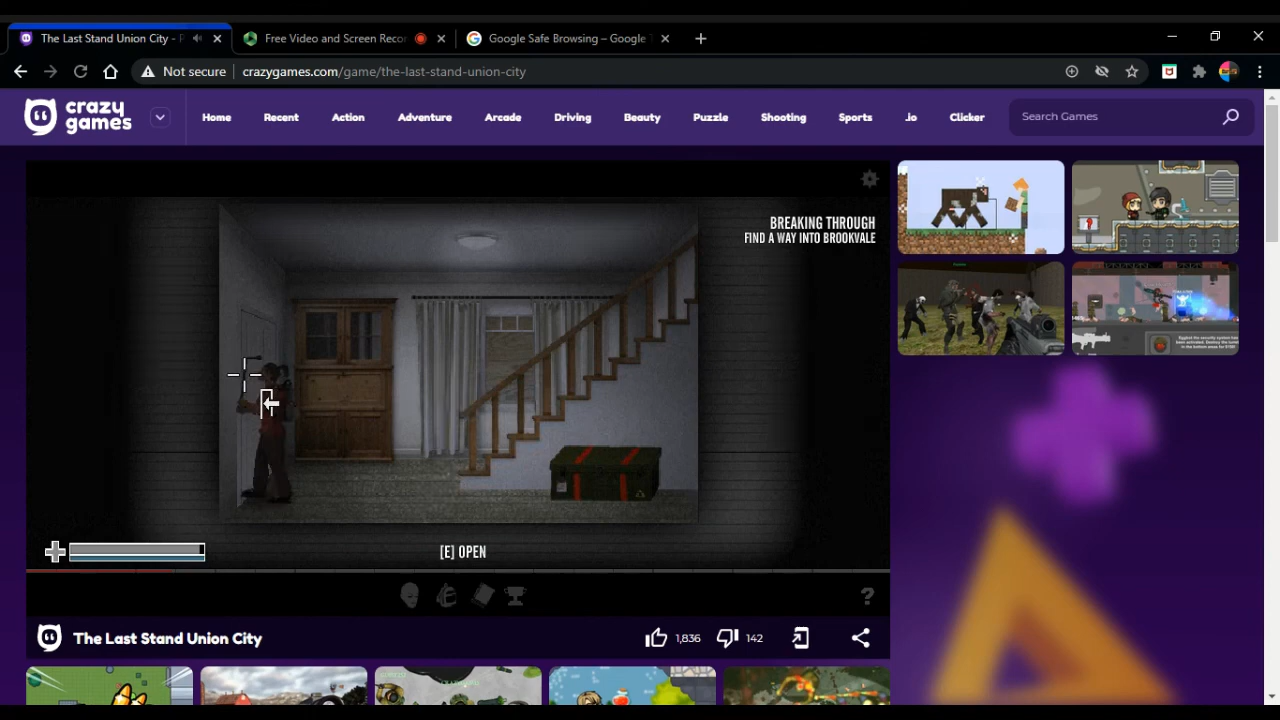 The Last Stand Union City - P
Free Video and Screen Recor
Google Safe Browsing – Google T
Not secure
crazygames.com/game/the-last-stand-union-city
crazy
games
Home
Recent
Action
Adventure
Arcade
Driving
Beauty
Puzzle
Shooting
Sports
.io
Clicker
Search Games
BREAKING THROUGH
FIND A WAY INTO BROOKVALE
[E] OPEN
?
The Last Stand Union City
1,836
142